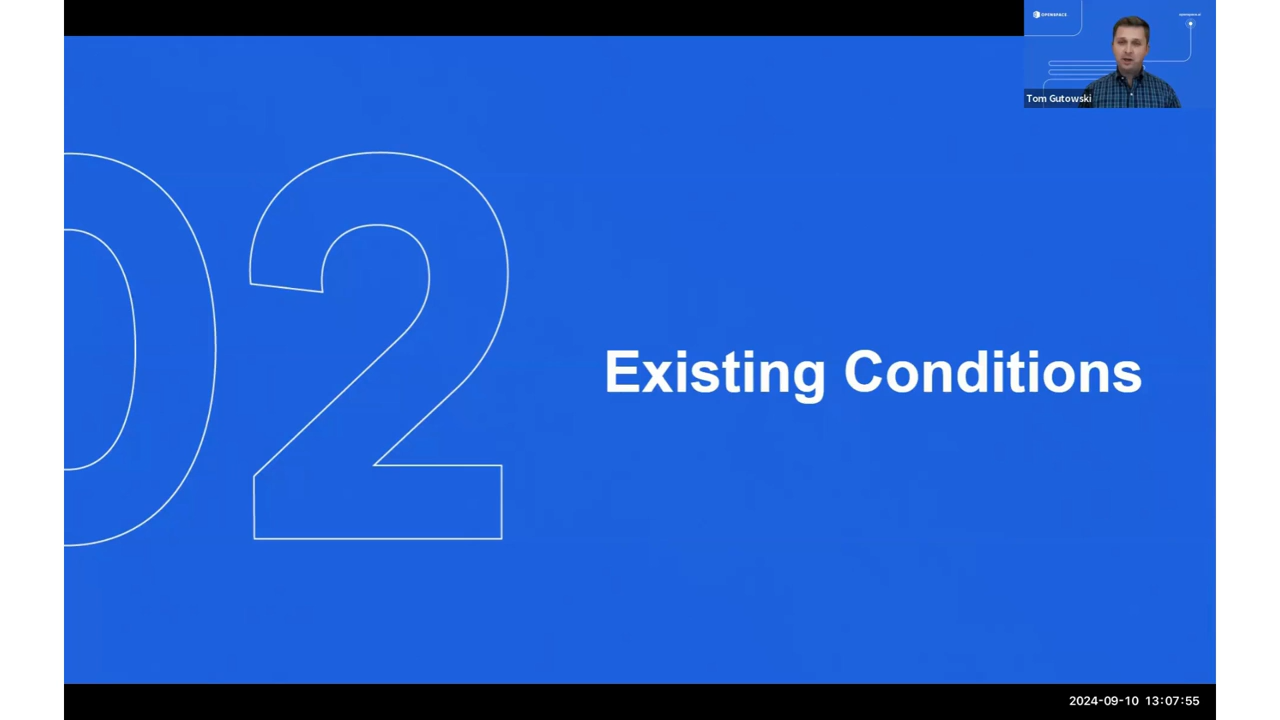 OPENSPACE
Tom Gutowski
02
Existing Conditions
2024-09-10 13:07:55